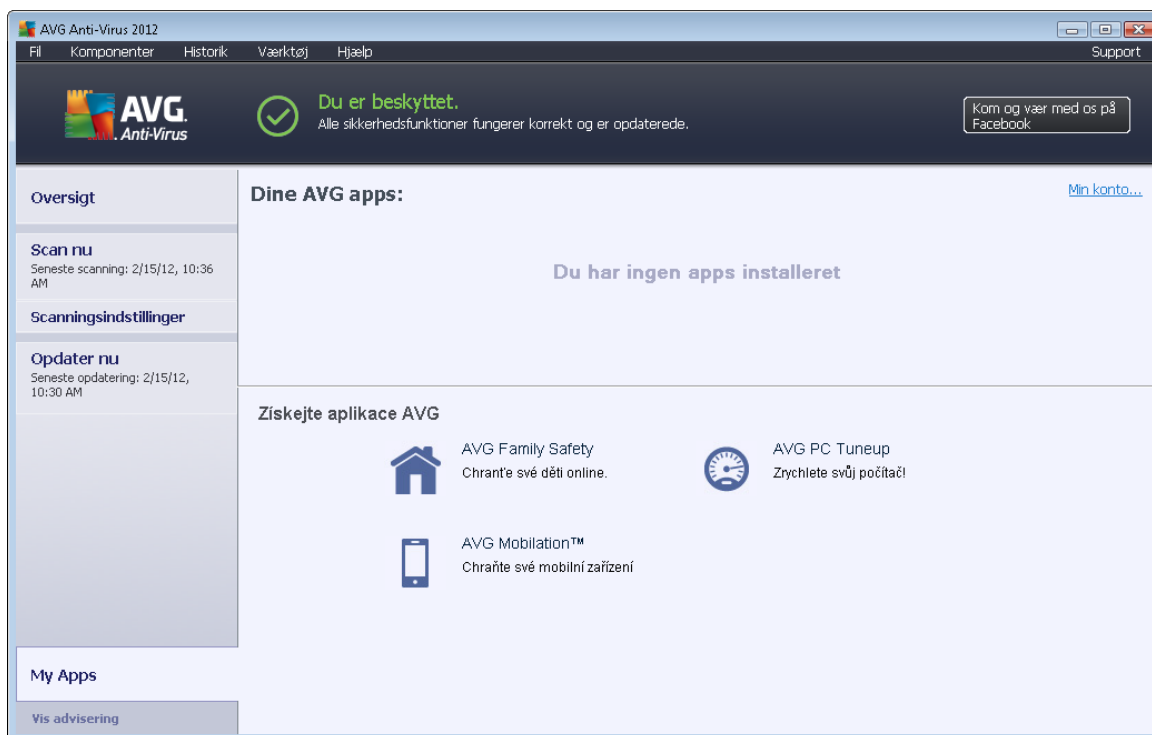 AVG Anti-Virus 2012
Fil Komponenter Historik Værktøj Hjælp Support
AVG.
Anti-Virus
Du er beskyttet.
Alle sikkerhedsfunktioner fungerer korrekt og er opdaterede.
Kom og vær med os på
Facebook
Oversigt
Scan nu
Seneste scanning: 2/15/12, 10:36
AM
Scanningsindstillinger
Opdater nu
Seneste opdatering: 2/15/12,
10:30 AM
My Apps
Vis advisering
Dine AVG apps:
Min konto...
Du har ingen apps installeret
Získejte aplikace AVG
AVG Family Safety
Chranťe své děti online.
AVG PC Tuneup
Zrychlete svůj počítač!
AVG Mobilation™
Chraňte své mobilní zařízení